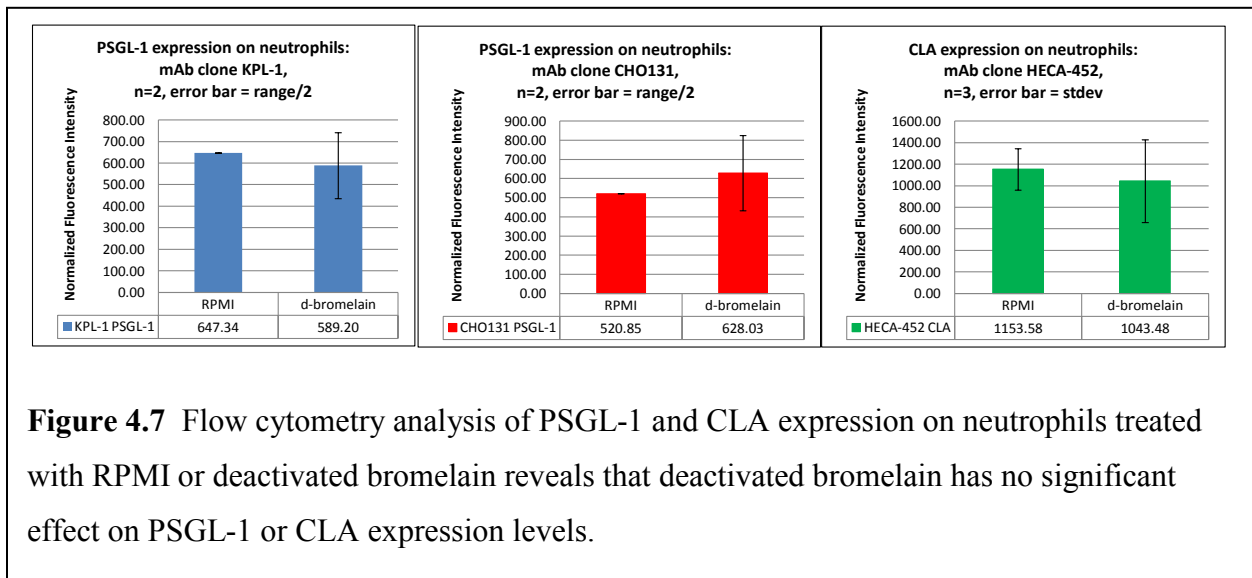 PSGL-1 expression on neutrophils:
mAb clone KPL-1,
n=2, error bar = range/2
Normalized Fluorescence Intensity
800.00
700.00
600.00
500.00
400.00
300.00
200.00
100.00
0.00
RPMI d-bromelain
KPL-1 PSGL-1 647.34 589.20
PSGL-1 expression on neutrophils:
mAb clone CHO131,
n=2, error bar = range/2
Normalized Fluorescence Intensity
900.00
800.00
700.00
600.00
500.00
400.00
300.00
200.00
100.00
0.00
RPMI d-bromelain
CHO131 PSGL-1 520.85 628.03
CLA expression on neutrophils:
mAb clone HECA-452,
n=3, error bar = stdev
Normalized Fluorescence Intensity
1600.00
1400.00
1200.00
1000.00
800.00
600.00
400.00
200.00
0.00
RPMI d-bromelain
HECA-452 CLA 1153.58 1043.48
Figure 4.7 Flow cytometry analysis of PSGL-1 and CLA expression on neutrophils treated
with RPMI or deactivated bromelain reveals that deactivated bromelain has no significant
effect on PSGL-1 or CLA expression levels.